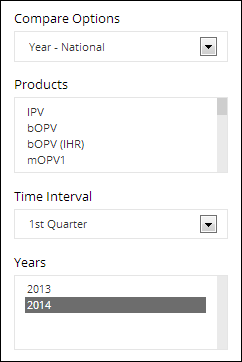 Compare Options
Year - National
Products
IPV
bOPV
bOPV (IHR)
mOPV1
Time Interval
1st Quarter
Years
2013
2014